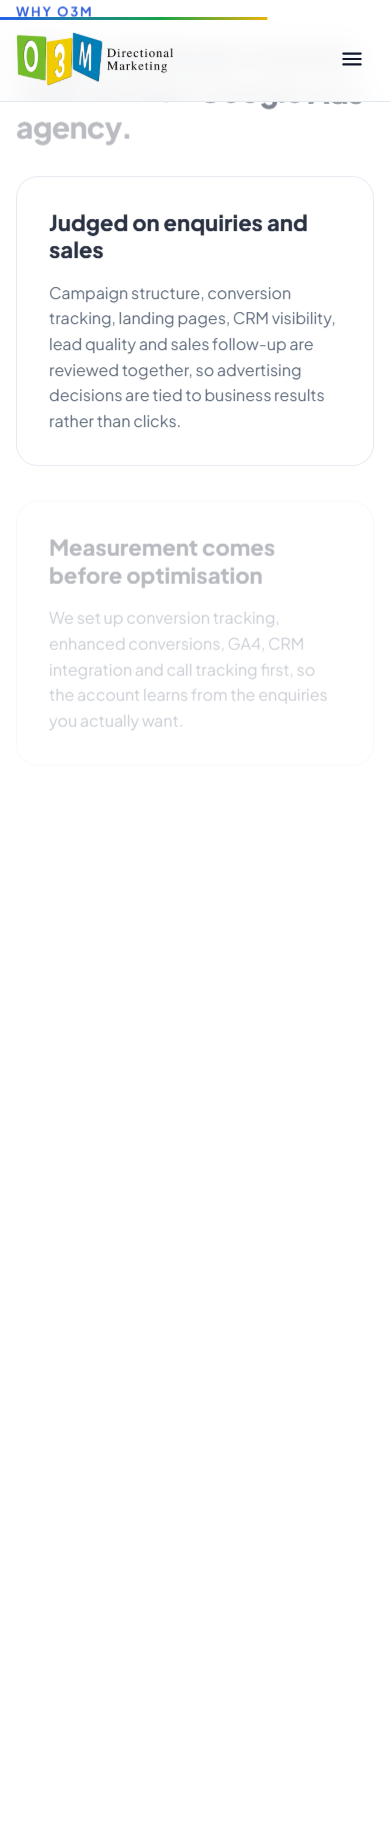 WHY O3M
O3M
Directional
Marketing
Google Ads
agency.
Judged on enquiries and
sales
Campaign structure, conversion
tracking, landing pages, CRM visibility,
lead quality and sales follow-up are
reviewed together, so advertising
decisions are tied to business results
rather than clicks.
Measurement comes
before optimisation
We set up conversion tracking,
enhanced conversions, GA4, CRM
integration and call tracking first, so
the account learns from the enquiries
you actually want.